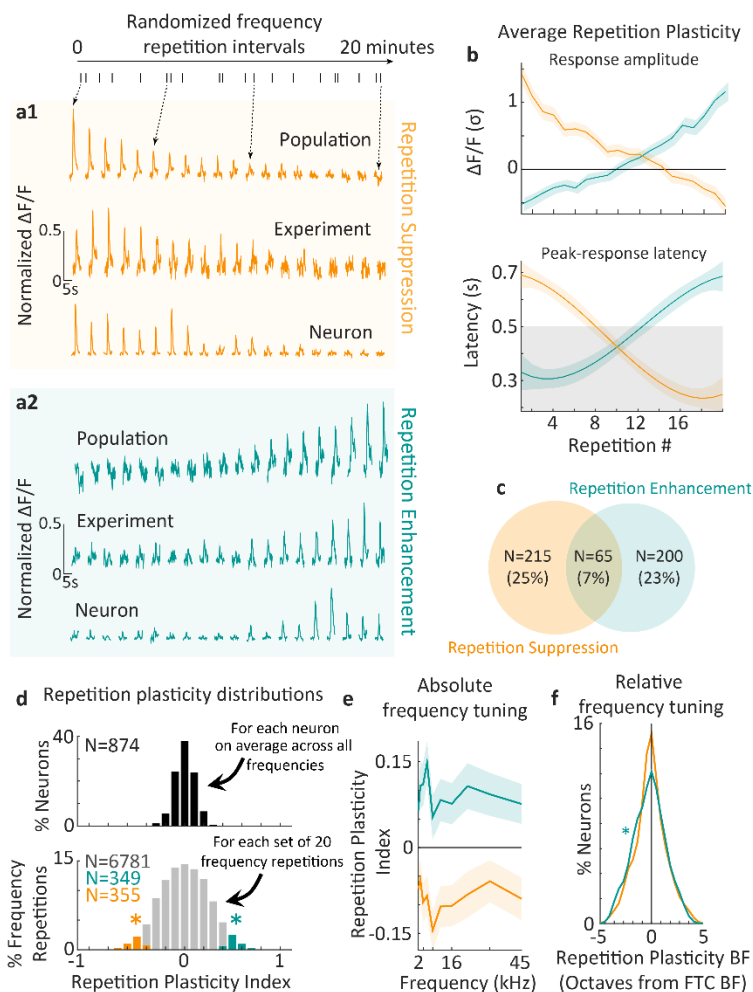 Randomized frequency
repetition intervals
0
20 minutes
a1
Population
Experiment
Neuron
Normalized ΔF/F
0.5
0
5s
Repetition Suppression
a2
Population
Experiment
Neuron
Normalized ΔF/F
0.5
0
5s
Repetition Enhancement
b
Average Repetition Plasticity
Response amplitude
ΔF/F (σ)
1
0
Peak-response latency
Latency (s)
0.7
0.5
0.3
4 8 12 16
Repetition #
c
Repetition Enhancement
N=215
(25%)
N=65
(7%)
N=200
(23%)
Repetition Suppression
d
Repetition plasticity distributions
% Neurons
40
0
N=874
For each neuron
on average across all
frequencies
% Frequency
Repetitions
15
0
N=6781
N=349
N=355
For each set of 20
frequency repetitions
*
*
-1 0 1
Repetition Plasticity Index
e
Absolute
frequency tuning
Repetition Plasticity
Index
0.15
0
-0.15
2 16 45
Frequency (kHz)
f
Relative
frequency tuning
% Neurons
16
0
*
-5 0 5
Repetition Plasticity BF
(Octaves from FTC BF)